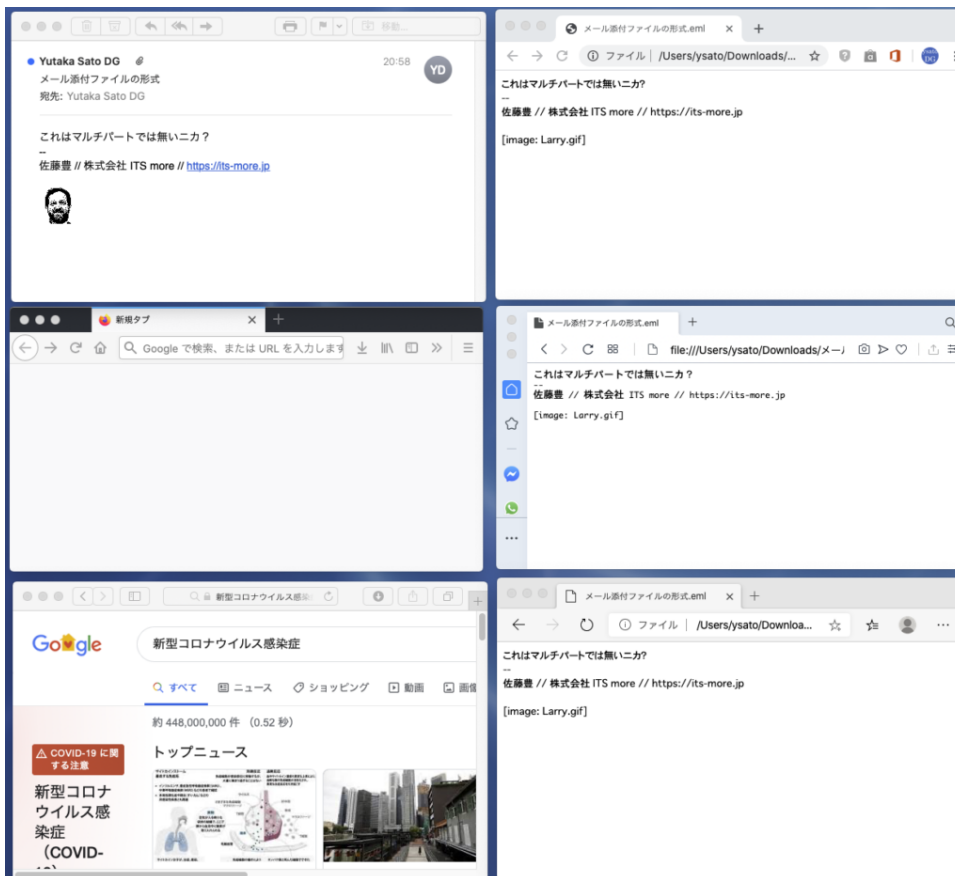 移動...
Yutaka Sato DG
20:58
YD
メール添付ファイルの形式
宛先: Yutaka Sato DG
これはマルチパートでは無いニカ？
--
佐藤豊 // 株式会社 ITS more // https://its-more.jp
メール添付ファイルの形式.eml
ファイル | /Users/ysato/Downloads/...
これはマルチパートでは無いニカ?
--
佐藤豊 // 株式会社 ITS more // https://its-more.jp
[image: Larry.gif]
新規タブ
Google で検索、または URL を入力します
メール添付ファイルの形式.eml
file:///Users/ysato/Downloads/メー
これはマルチパートでは無いニカ？
--
佐藤豊 // 株式会社 ITS more // https://its-more.jp
[image: Larry.gif]
新型コロナウイルス感染
Google
新型コロナウイルス感染症
すべて
ニュース
ショッピング
動画
画像
約 448,000,000 件 （0.52 秒）
COVID-19 に関
する注意
トップニュース
新型コロナ
ウイルス感
染症
（COVID-
メール添付ファイルの形式.eml
ファイル | /Users/ysato/Downloa...
これはマルチパートでは無いニカ?
--
佐藤豊 // 株式会社 ITS more // https://its-more.jp
[image: Larry.gif]